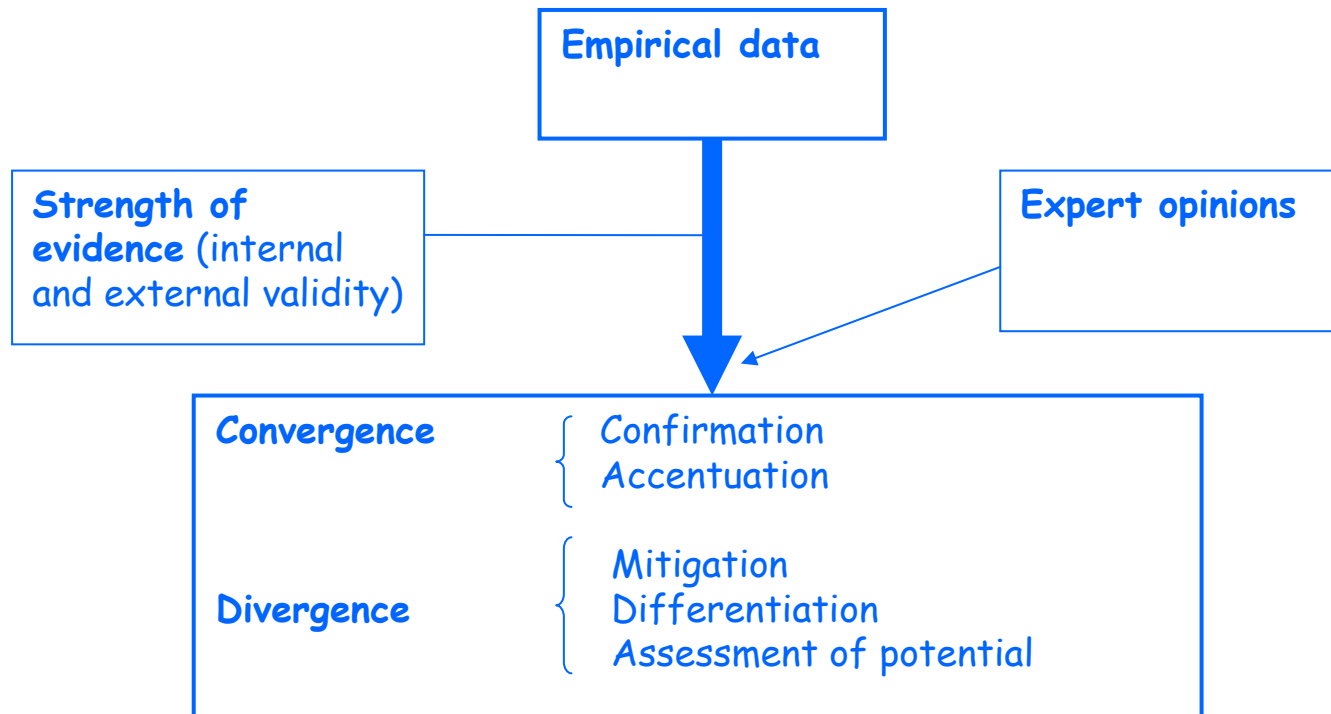 Empirical data
Strength of
evidence (internal
and external validity)
Expert opinions
Convergence
Confirmation
Accentuation
Divergence
Mitigation
Differentiation
Assessment of potential